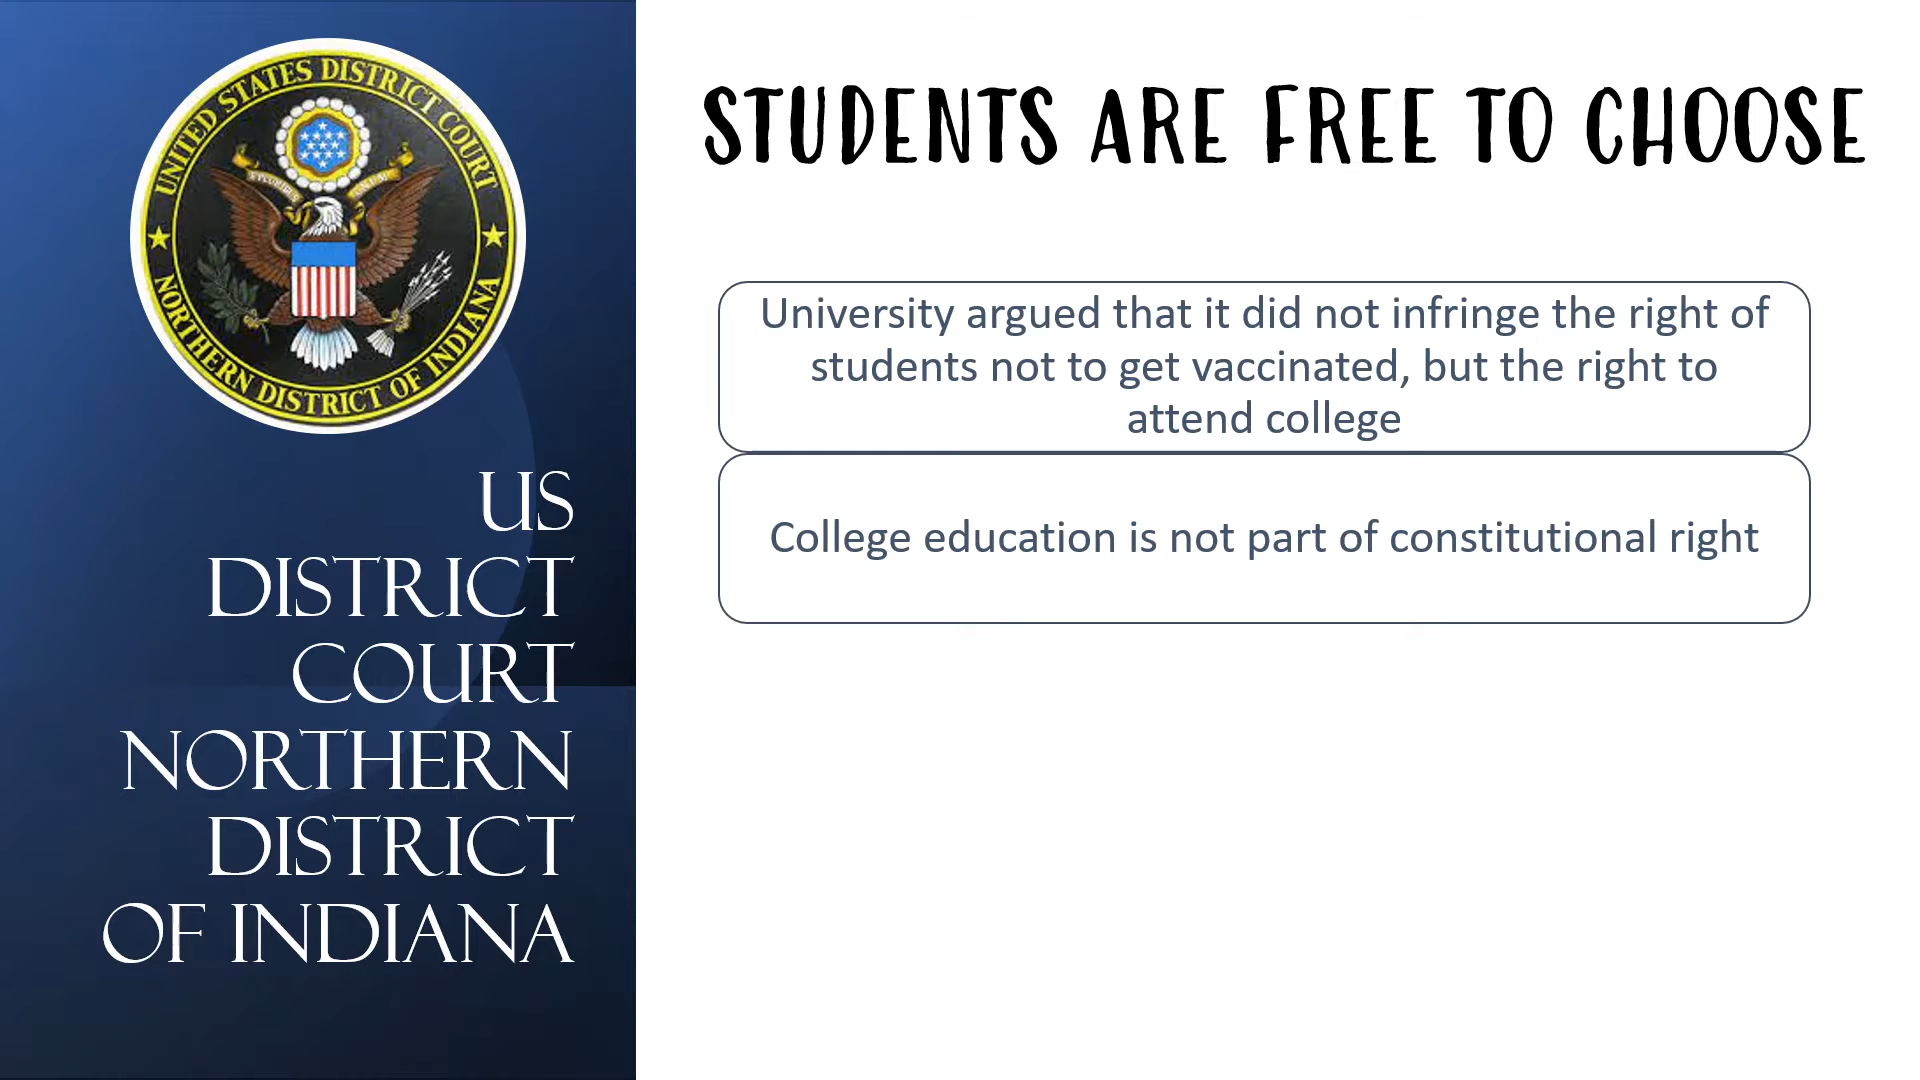 UNITED STATES DISTRICT COURT
NORTHERN DISTRICT OF INDIANA
US
DISTRICT
COURT
NORTHERN
DISTRICT
OF INDIANA
STUDENTS ARE FREE TO CHOOSE
University argued that it did not infringe the right of
students not to get vaccinated, but the right to
attend college
College education is not part of constitutional right